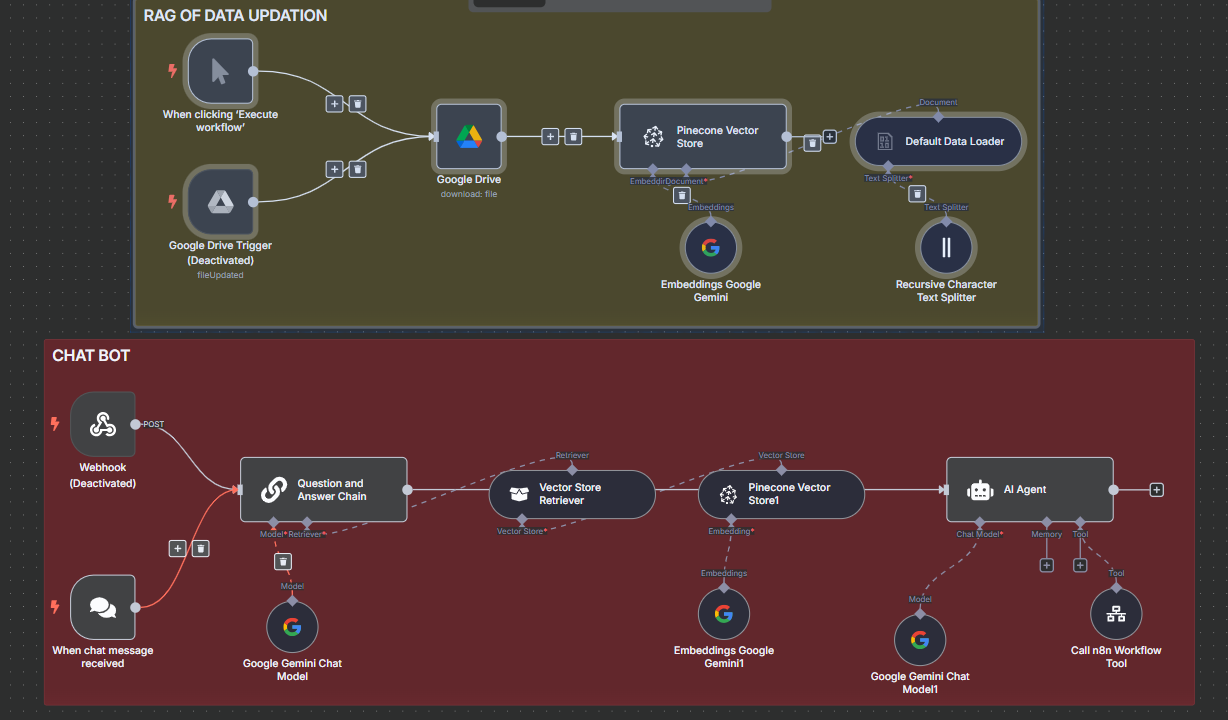 RAG OF DATA UPDATION
When clicking ‘Execute
workflow’
Google Drive
download: file
Pinecone Vector
Store
Embeddin
Document*
Embeddings
Embeddings Google
Gemini
Document
Default Data Loader
Text Splitter*
Text Splitter
Recursive Character
Text Splitter
Google Drive Trigger
(Deactivated)
fileUpdated
CHAT BOT
POST
Webhook
(Deactivated)
When chat message
received
Question and
Answer Chain
Model*
Retriever*
Model
Google Gemini Chat
Model
Retriever
Vector Store
Retriever
Vector Store*
Vector Store
Pinecone Vector
Store1
Embedding*
Embeddings
Embeddings Google
Gemini1
AI Agent
Chat Model*
Memory
Tool
Model
Google Gemini Chat
Model1
Tool
Call n8n Workflow
Tool